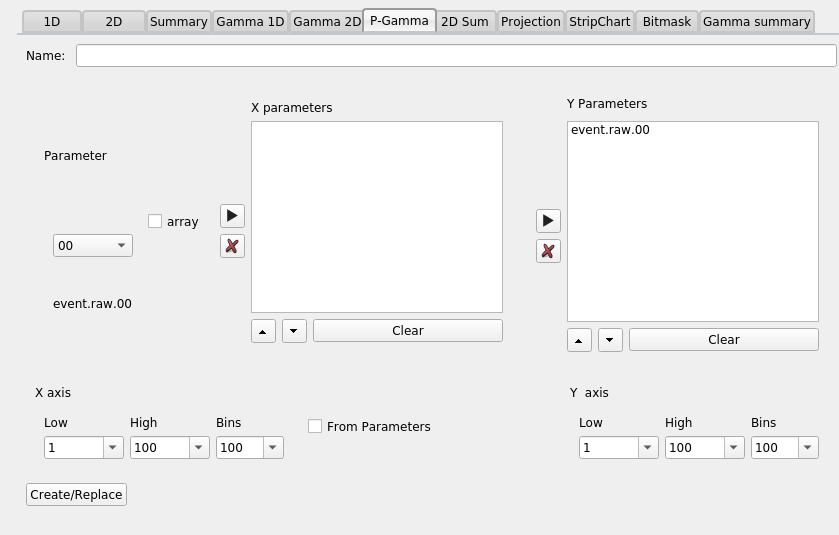 1D 2D Summary Gamma 1D Gamma 2D P-Gamma 2D Sum Projection StripChart Bitmask Gamma summary
Name:
X parameters Y Parameters
event.raw.00
Parameter
array
00
event.raw.00
Clear Clear
X axis Y axis
Low High Bins From Parameters Low High Bins
1 100 100 1 100 100
Create/Replace